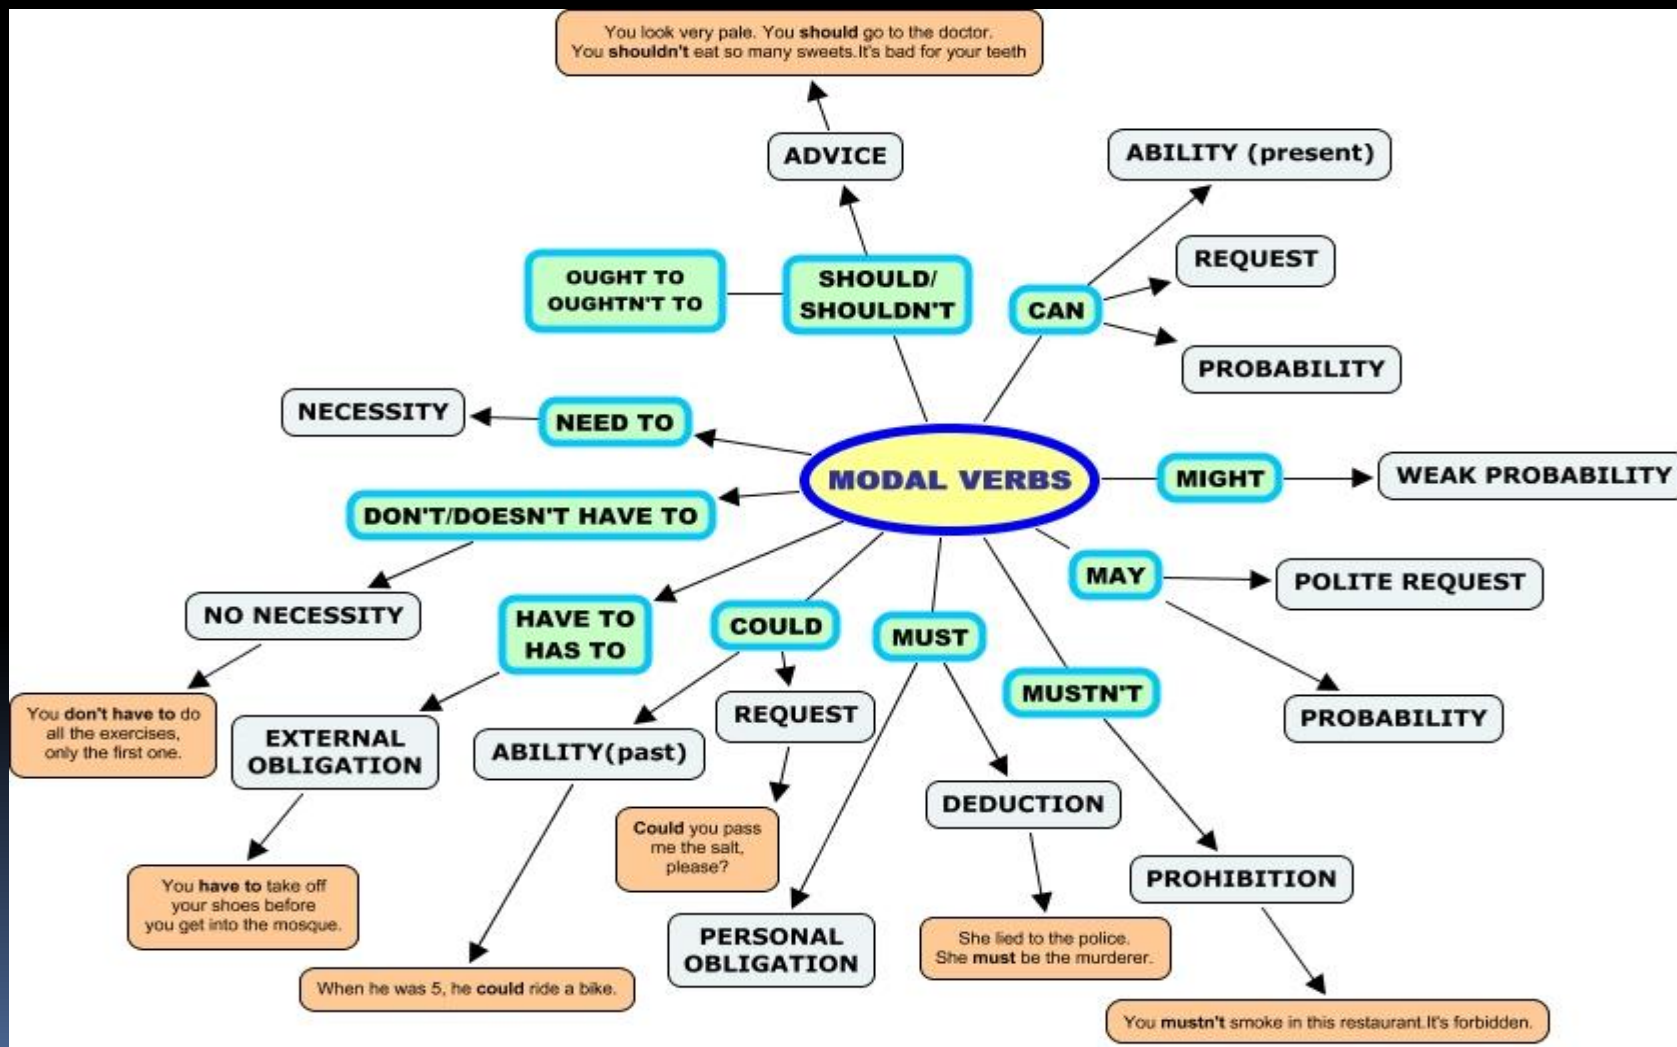 You look very pale. You should go to the doctor.
You shouldn't eat so many sweets.It's bad for your teeth
ADVICE
ABILITY (present)
REQUEST
OUGHT TO
OUGHTN'T TO
SHOULD/
SHOULDN'T
CAN
PROBABILITY
NECESSITY
NEED TO
MODAL VERBS
MIGHT
WEAK PROBABILITY
DON'T/DOESN'T HAVE TO
MAY
POLITE REQUEST
NO NECESSITY
HAVE TO
HAS TO
COULD
MUST
MUSTN'T
PROBABILITY
You don't have to do
all the exercises,
only the first one.
EXTERNAL
OBLIGATION
ABILITY(past)
REQUEST
DEDUCTION
Could you pass
me the salt,
please?
PROHIBITION
You have to take off
your shoes before
you get into the mosque.
PERSONAL
OBLIGATION
She lied to the police.
She must be the murderer.
When he was 5, he could ride a bike.
You mustn't smoke in this restaurant.It's forbidden.